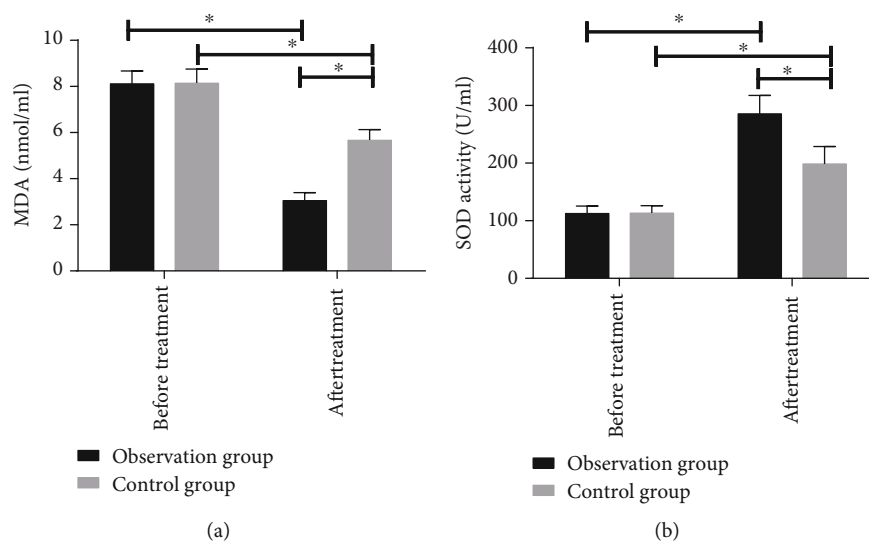 *
*
*
10
8
6
4
2
0
MDA (nmol/ml)
Before treatment
Aftertreatment
Observation group
Control group
(a)
*
*
*
400
300
200
100
0
SOD activity (U/ml)
Before treatment
Aftertreatment
Observation group
Control group
(b)